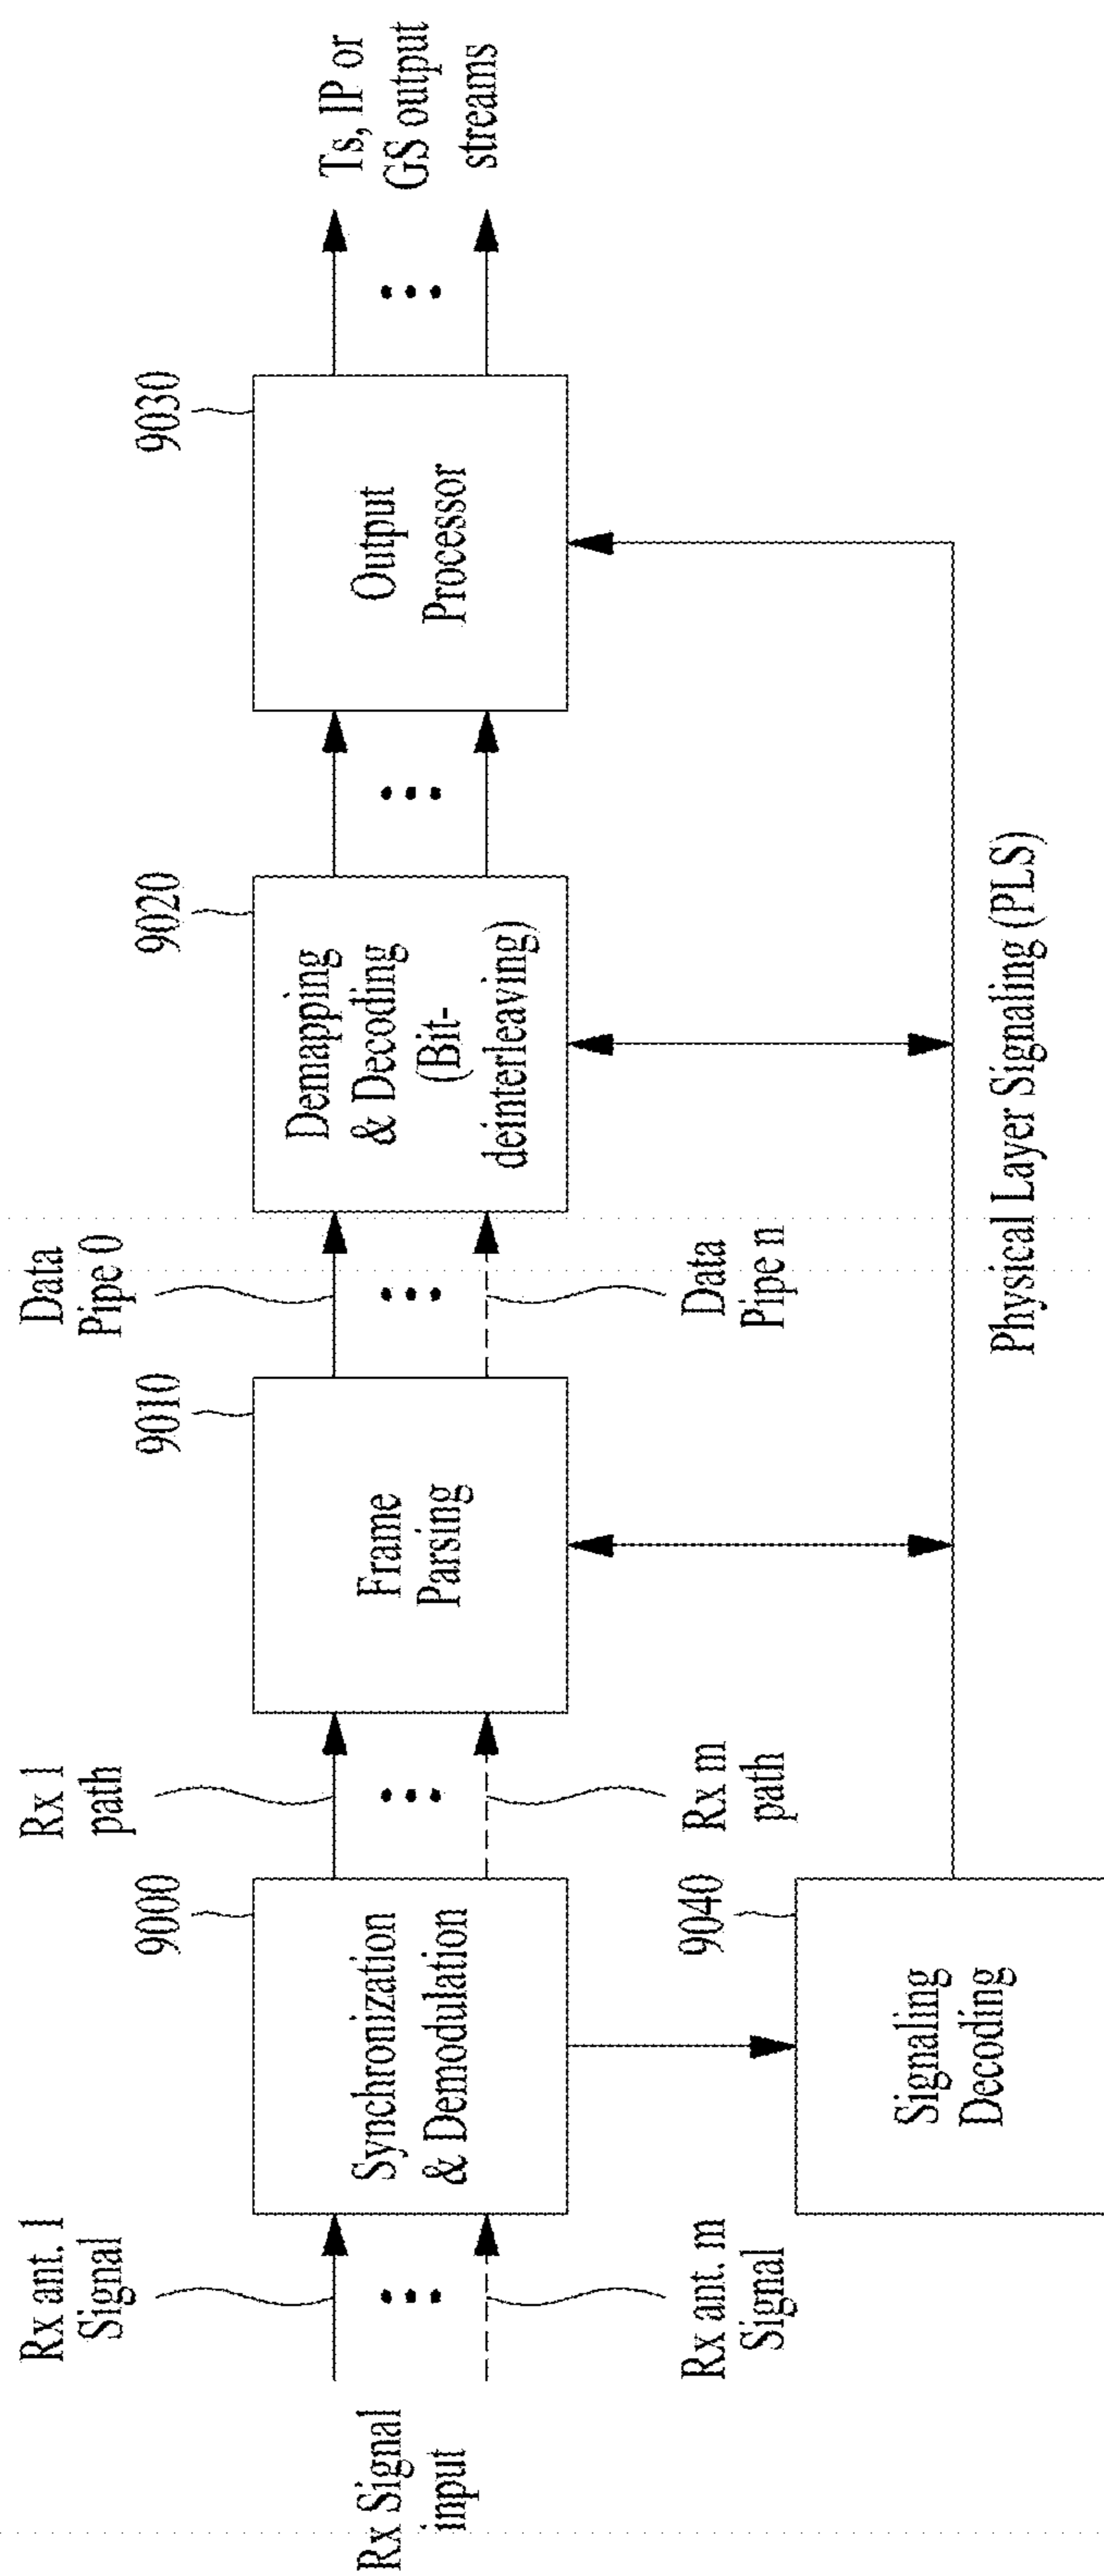 Rx Signal
input
Rx ant. 1
Signal
Rx ant. m
Signal
9000
Synchronization
& Demodulation
Rx 1
path
Rx m
path
9040
Signaling
Decoding
9010
Frame
Parsing
Data
Pipe 0
Data
Pipe n
9020
Demapping
& Decoding
(Bit-
deinterleaving)
Physical Layer Signaling (PLS)
9030
Output
Processor
Ts, IP or
GS output
streams